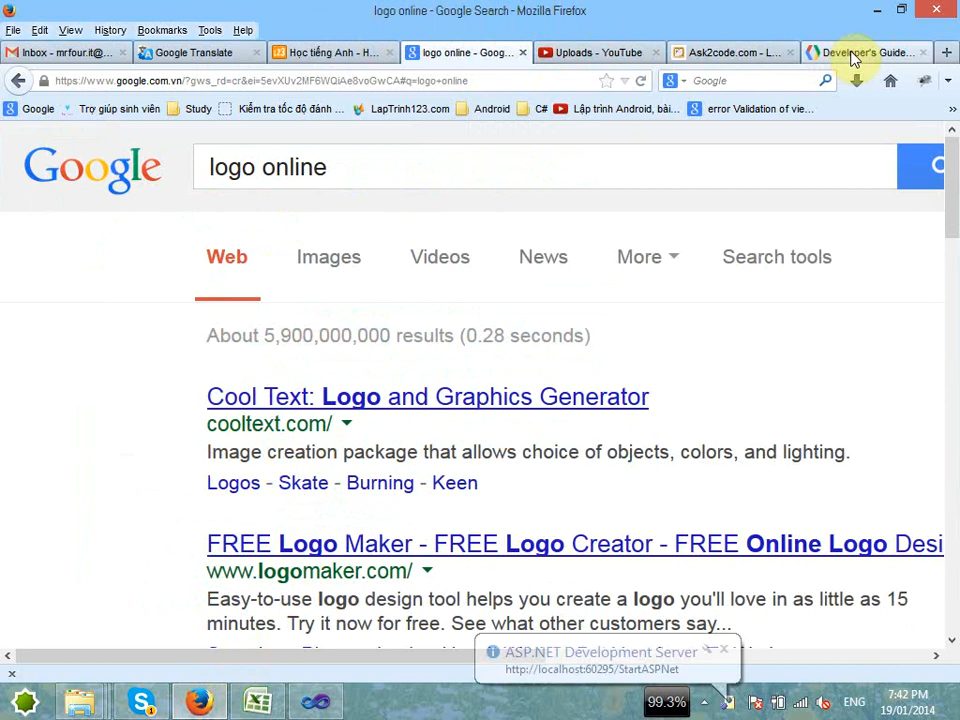 logo online - Google Search - Mozilla Firefox
File Edit View History Bookmarks Tools Help
Inbox - mrfour.it@... Google Translate Học tiếng Anh - H... logo online - Goog... Uploads - YouTube Ask2code.com - L... Developer's Guide...
https://www.google.com.vn/?gws_rd=cr&ei=5evXUv2MF6WQiAe8voGwCA#q=logo+online Google
Google Trợ giúp sinh viên Study Kiểm tra tốc độ đánh ... LapTrinh123.com Android C# Lập trình Android, bài... error Validation of vie... »
Google logo online
Web Images Videos News More Search tools
About 5,900,000,000 results (0.28 seconds)
Cool Text: Logo and Graphics Generator
cooltext.com/
Image creation package that allows choice of objects, colors, and lighting.
Logos - Skate - Burning - Keen
FREE Logo Maker - FREE Logo Creator - FREE Online Logo Desi
www.logomaker.com/
Easy-to-use logo design tool helps you create a logo you'll love in as little as 15
minutes. Try it now for free. See what other customers say...
ASP.NET Development Server
http://localhost:60295/StartASPNet
99.3% ENG 7:42 PM
19/01/2014